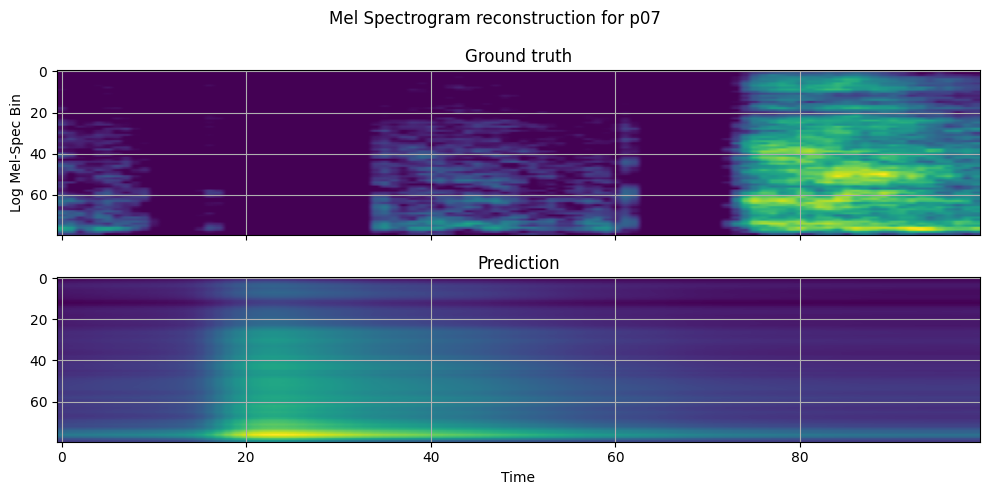 Mel Spectrogram reconstruction for p07
Ground truth
0
20
40
60
Log Mel-Spec Bin
Prediction
0
20
40
60
0 20 40 60 80
Time